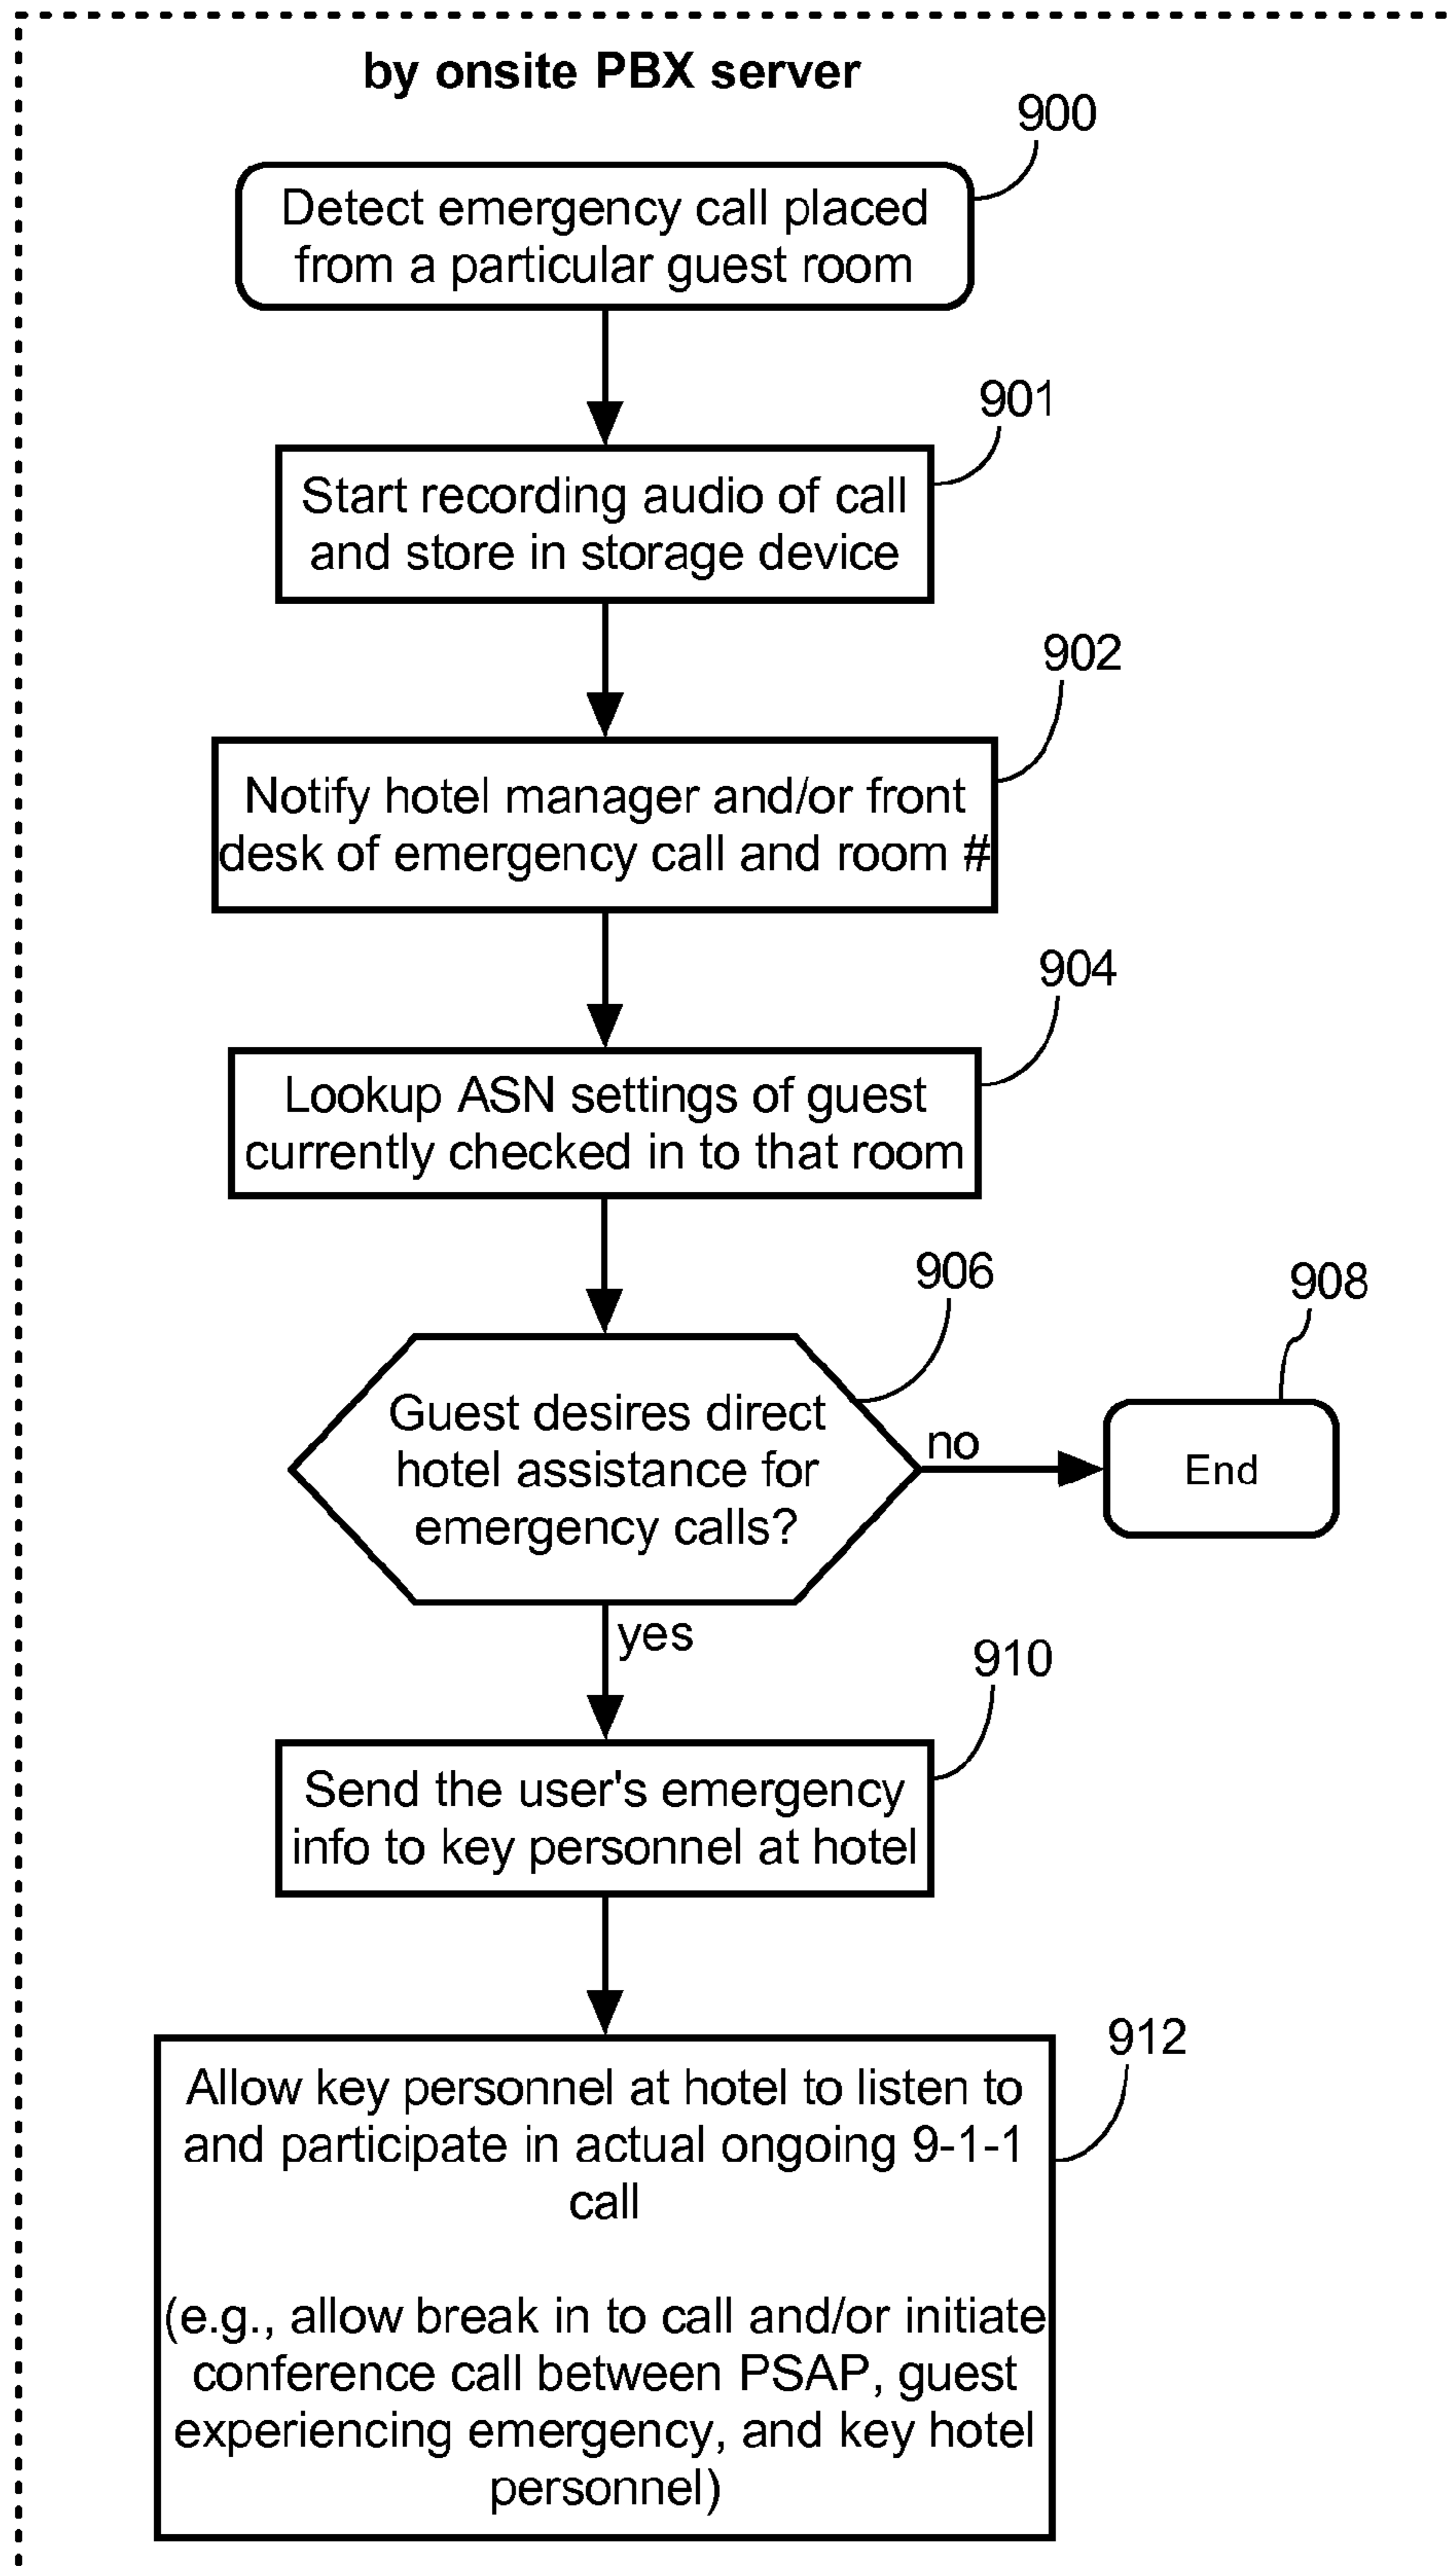 by onsite PBX server
900
Detect emergency call placed
from a particular guest room
901
Start recording audio of call
and store in storage device
902
Notify hotel manager and/or front
desk of emergency call and room #
904
Lookup ASN settings of guest
currently checked in to that room
906
908
Guest desires direct
hotel assistance for
emergency calls?
no
End
yes
910
Send the user's emergency
info to key personnel at hotel
912
Allow key personnel at hotel to listen to
and participate in actual ongoing 9-1-1
call
(e.g., allow break in to call and/or initiate
conference call between PSAP, guest
experiencing emergency, and key hotel
personnel)